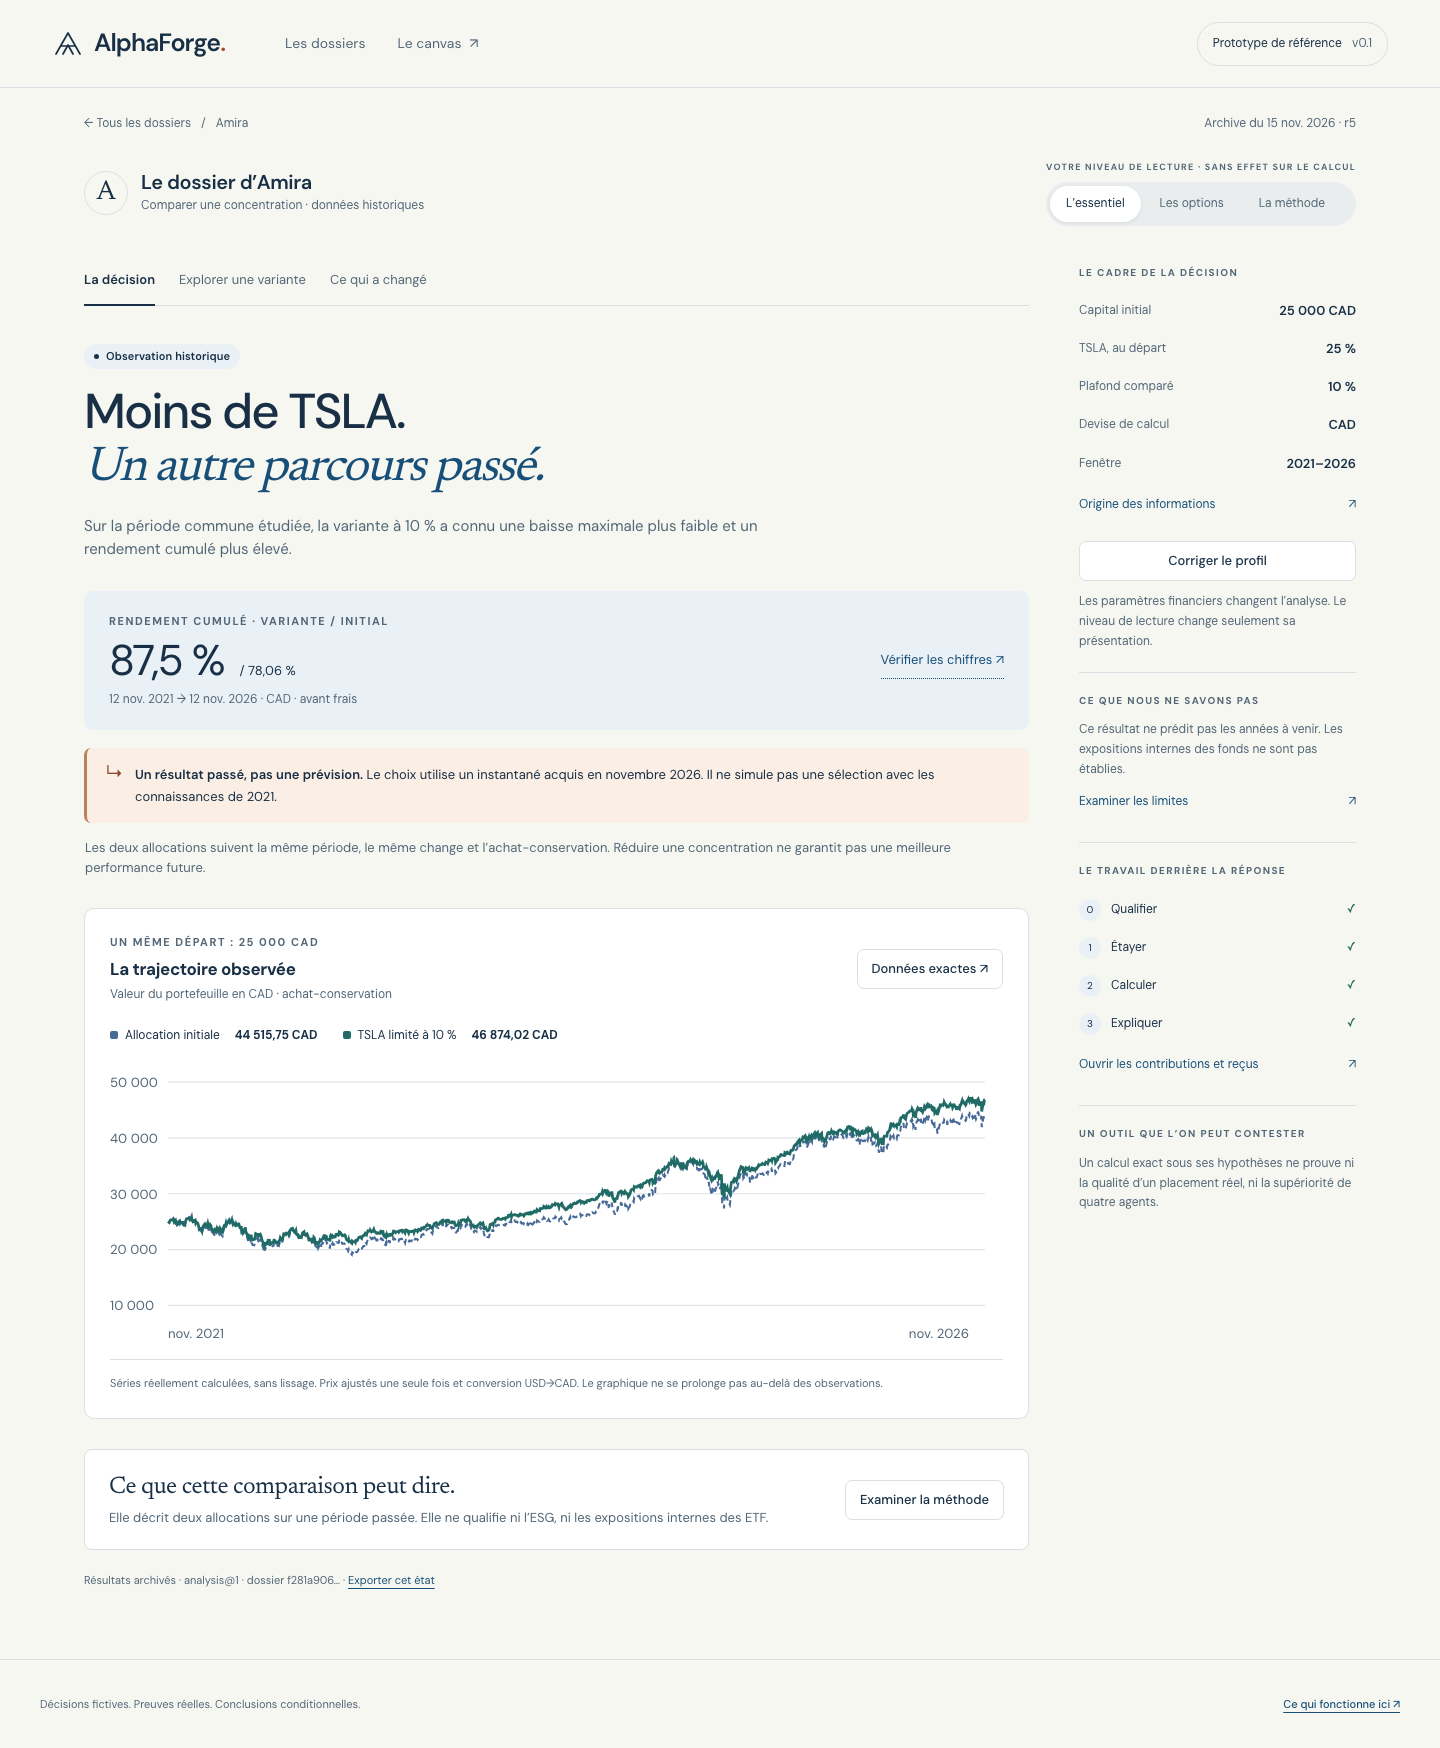 AlphaForge.
Les dossiers
Le canvas ↗
Prototype de référence v0.1
← Tous les dossiers / Amira
Archive du 15 nov. 2026 · r5
A
Le dossier d’Amira
Comparer une concentration · données historiques
VOTRE NIVEAU DE LECTURE · SANS EFFET SUR LE CALCUL
L’essentiel
Les options
La méthode
La décision
Explorer une variante
Ce qui a changé
Observation historique
Moins de TSLA.
Un autre parcours passé.
Sur la période commune étudiée, la variante à 10 % a connu une baisse maximale plus faible et un
rendement cumulé plus élevé.
RENDEMENT CUMULÉ · VARIANTE / INITIAL
87,5 % / 78,06 %
12 nov. 2021 → 12 nov. 2026 · CAD · avant frais
Vérifier les chiffres ↗
Un résultat passé, pas une prévision. Le choix utilise un instantané acquis en novembre 2026. Il ne simule pas une sélection avec les
connaissances de 2021.
Les deux allocations suivent la même période, le même change et l’achat-conservation. Réduire une concentration ne garantit pas une meilleure
performance future.
UN MÊME DÉPART : 25 000 CAD
La trajectoire observée
Valeur du portefeuille en CAD · achat-conservation
Données exactes ↗
Allocation initiale 44 515,75 CAD
TSLA limité à 10 % 46 874,02 CAD
50 000
40 000
30 000
20 000
10 000
nov. 2021
nov. 2026
Séries réellement calculées, sans lissage. Prix ajustés une seule fois et conversion USD→CAD. Le graphique ne se prolonge pas au-delà des observations.
Ce que cette comparaison peut dire.
Elle décrit deux allocations sur une période passée. Elle ne qualifie ni l’ESG, ni les expositions internes des ETF.
Examiner la méthode
Résultats archivés · analysis@1 · dossier f281a906… · Exporter cet état
LE CADRE DE LA DÉCISION
Capital initial 25 000 CAD
TSLA, au départ 25 %
Plafond comparé 10 %
Devise de calcul CAD
Fenêtre 2021–2026
Origine des informations ↗
Corriger le profil
Les paramètres financiers changent l’analyse. Le
niveau de lecture change seulement sa
présentation.
CE QUE NOUS NE SAVONS PAS
Ce résultat ne prédit pas les années à venir. Les
expositions internes des fonds ne sont pas
établies.
Examiner les limites ↗
LE TRAVAIL DERRIÈRE LA RÉPONSE
0 Qualifier ✓
1 Étayer ✓
2 Calculer ✓
3 Expliquer ✓
Ouvrir les contributions et reçus ↗
UN OUTIL QUE L’ON PEUT CONTESTER
Un calcul exact sous ses hypothèses ne prouve ni
la qualité d’un placement réel, ni la supériorité de
quatre agents.
Décisions fictives. Preuves réelles. Conclusions conditionnelles.
Ce qui fonctionne ici ↗